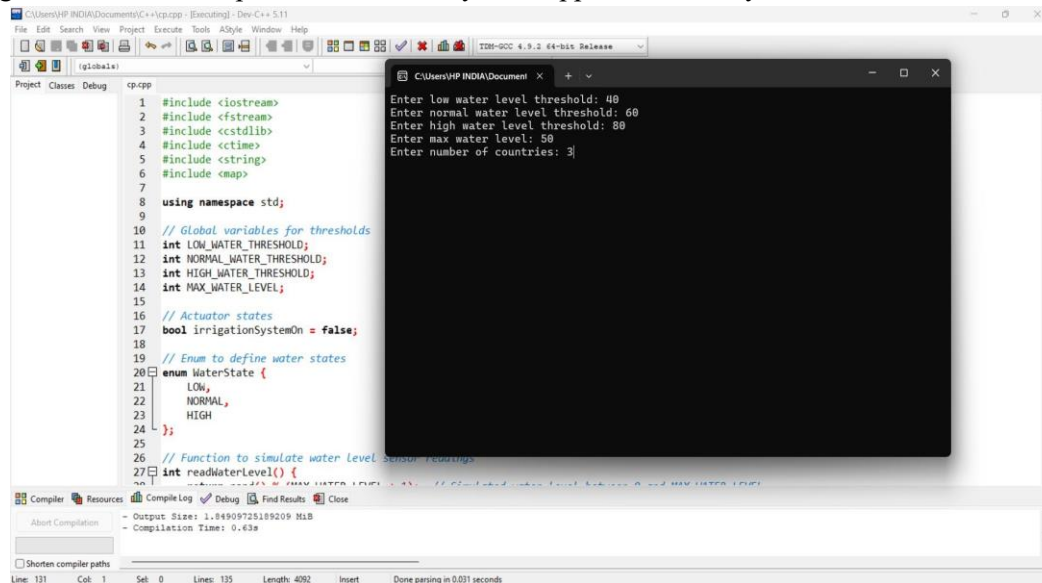 C:\Users\HP INDIA\Documents\C++\cp.cpp - [Executing] - Dev-C++ 5.11
File Edit Search View Project Execute Tools AStyle Window Help
TDM-GCC 4.9.2 64-bit Release
(globals)
Project Classes Debug
cp.cpp
1 #include <iostream>
2 #include <fstream>
3 #include <cstdlib>
4 #include <ctime>
5 #include <string>
6 #include <map>
7
8 using namespace std;
9
10 // Global variables for thresholds
11 int LOW_WATER_THRESHOLD;
12 int NORMAL_WATER_THRESHOLD;
13 int HIGH_WATER_THRESHOLD;
14 int MAX_WATER_LEVEL;
15
16 // Actuator states
17 bool irrigationSystemOn = false;
18
19 // Enum to define water states
20 enum WaterState {
21 LOW,
22 NORMAL,
23 HIGH
24 };
25
26 // Function to simulate water level sensor readings
27 int readWaterLevel() {
C:\Users\HP INDIA\Document
Enter low water level threshold: 40
Enter normal water level threshold: 60
Enter high water level threshold: 80
Enter max water level: 50
Enter number of countries: 3
Compiler Resources Compile Log Debug Find Results Close
Abort Compilation
- Output Size: 1.84909725189209 MiB
- Compilation Time: 0.63s
Shorten compiler paths
Line: 131 Col: 1 Sel: 0 Lines: 135 Length: 4092 Insert Done parsing in 0.031 seconds